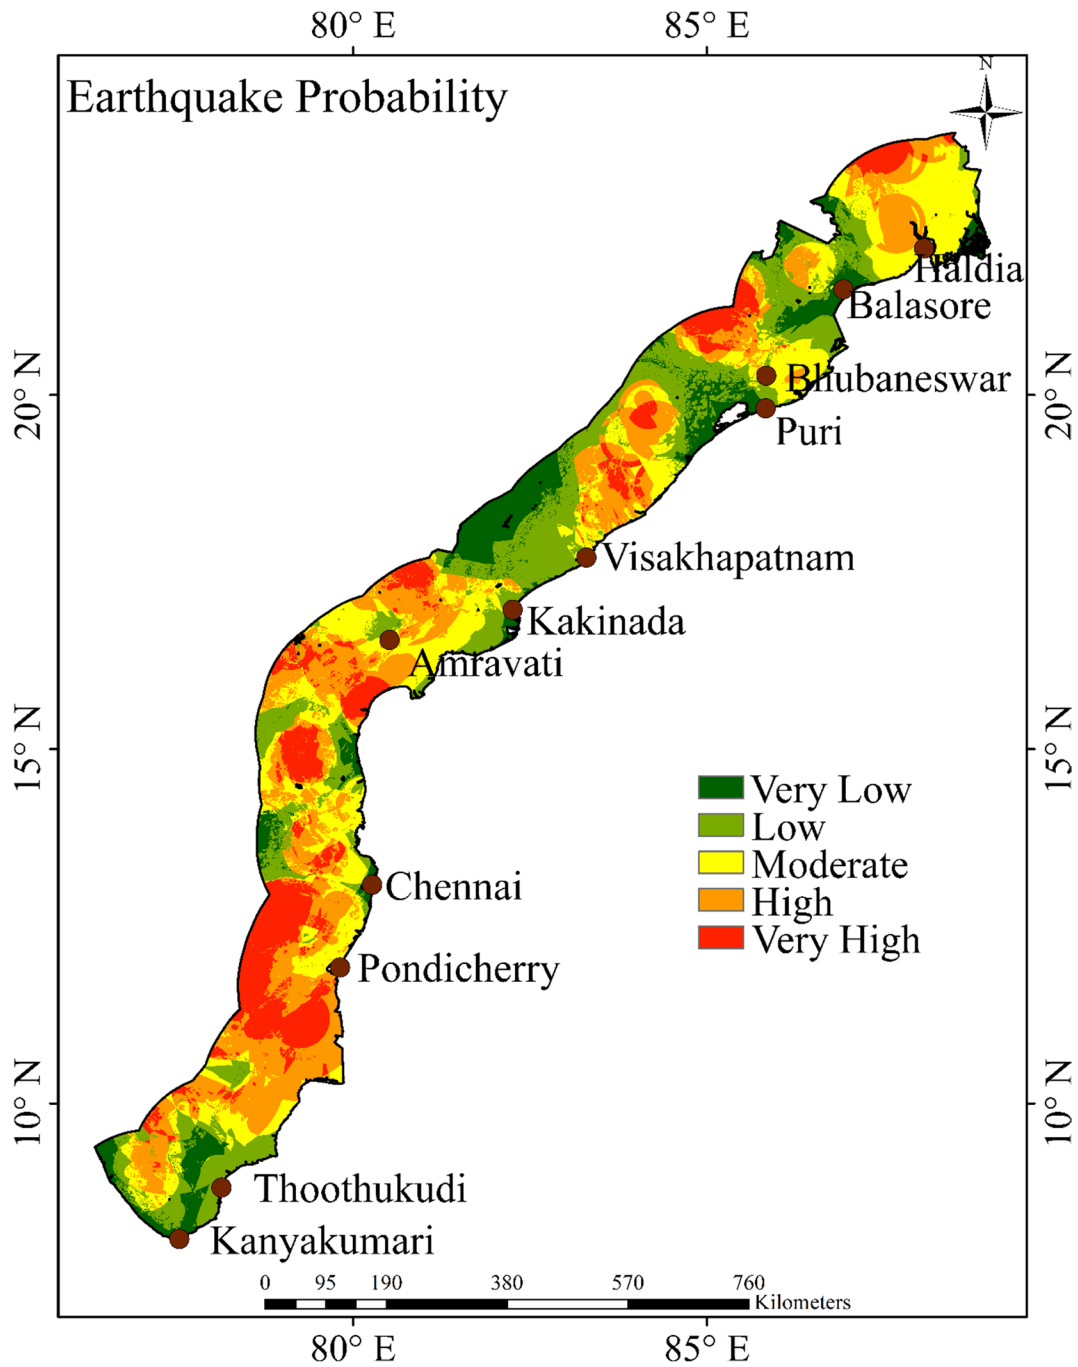 80° E 85° E
N
Earthquake Probability
Haldia
Balasore
Bhubaneswar
20° N 20° N
Puri
Visakhapatnam
Kakinada
Amravati
15° N 15° N
Very Low
Low
Moderate
High
Very High
Chennai
Pondicherry
10° N 10° N
Thoothukudi
Kanyakumari
0 95 190 380 570 760
Kilometers
80° E 85° E